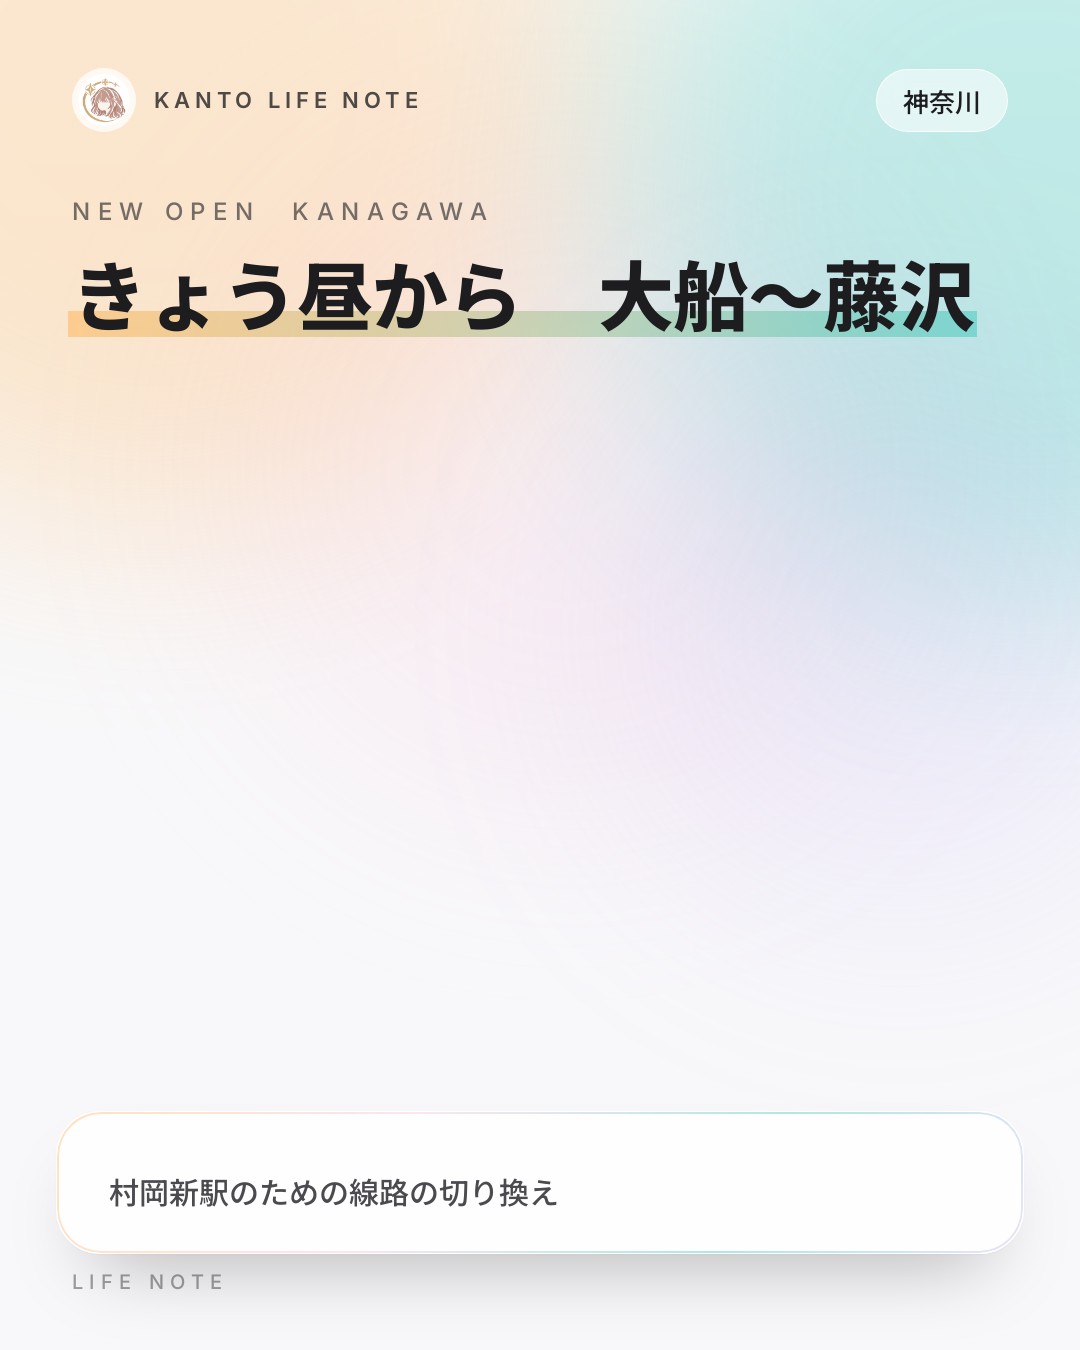 KANTO LIFE NOTE
神奈川
NEW OPEN KANAGAWA
きょう昼から　大船〜藤沢
村岡新駅のための線路の切り換え
LIFE NOTE